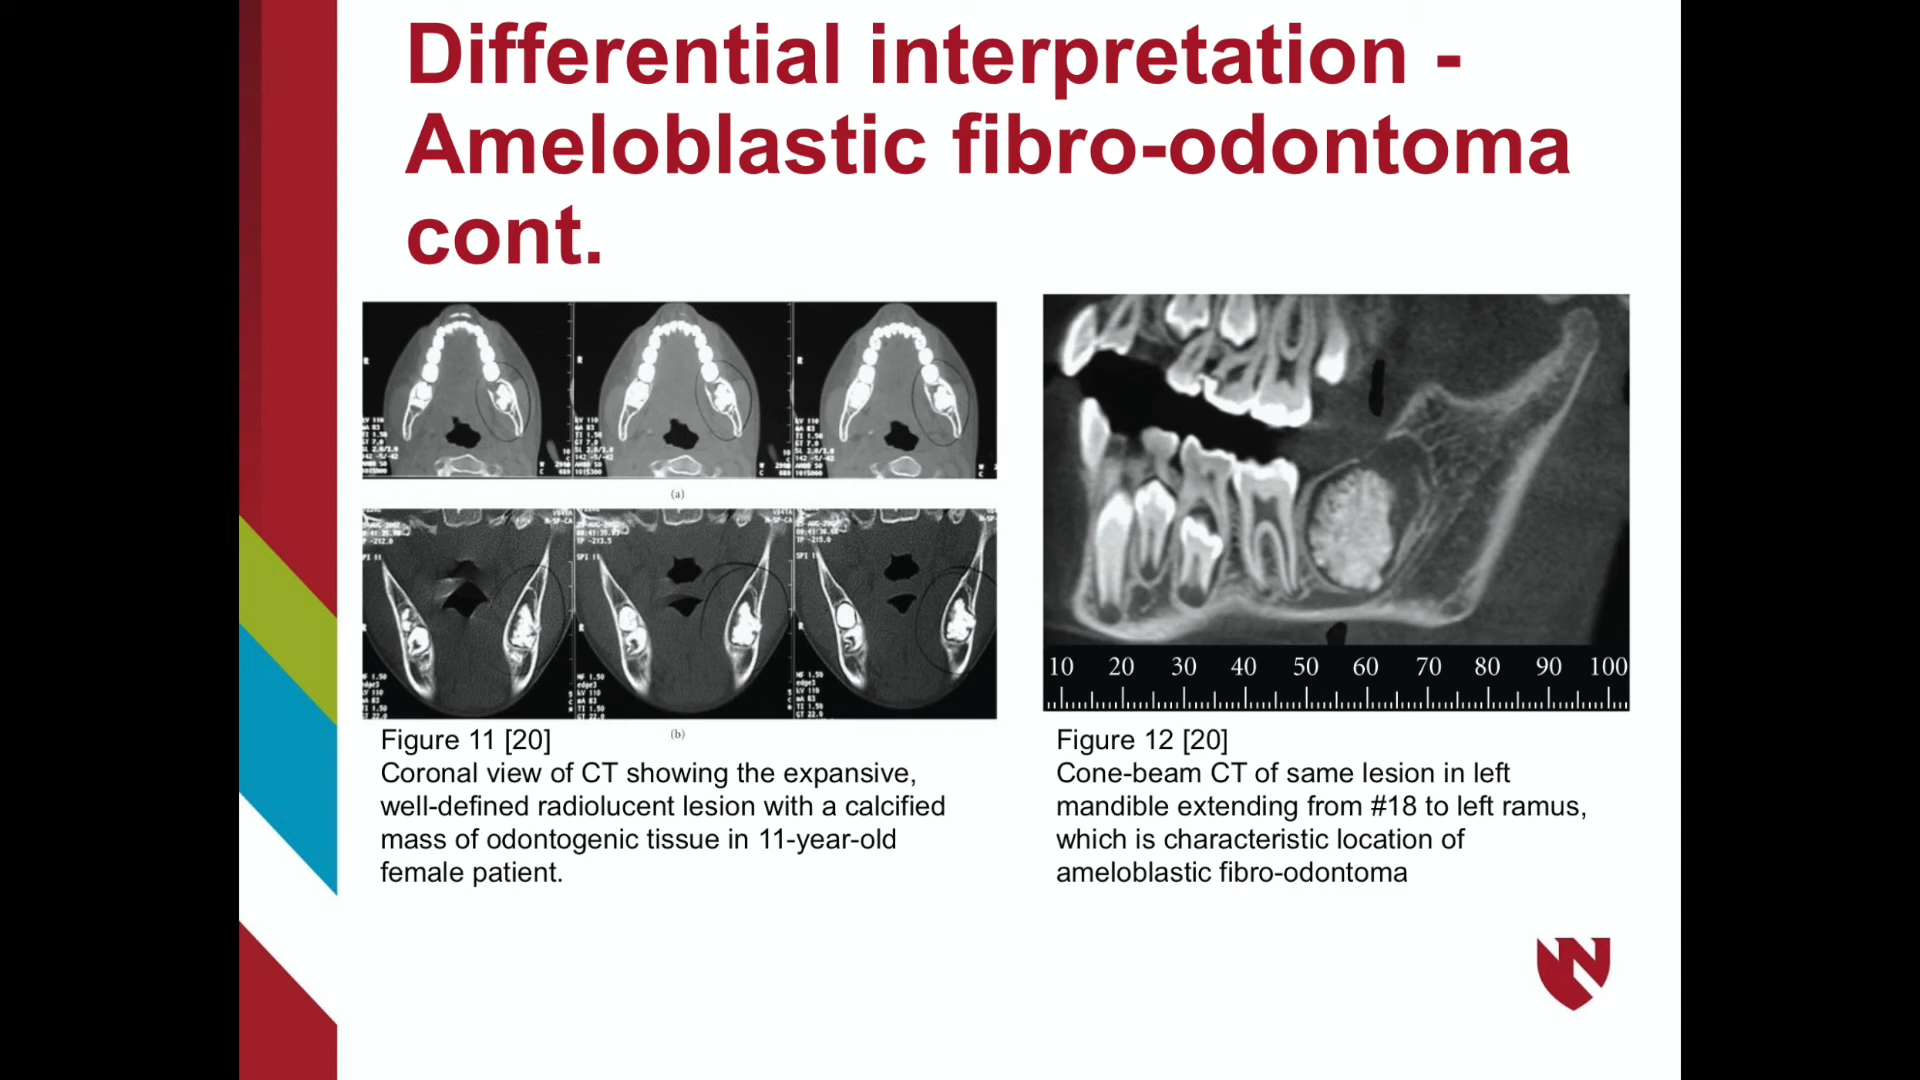 Differential interpretation -
Ameloblastic fibro-odontoma
cont.
(a)
(b)
Figure 11 [20]
Coronal view of CT showing the expansive,
well-defined radiolucent lesion with a calcified
mass of odontogenic tissue in 11-year-old
female patient.
10 20 30 40 50 60 70 80 90 100
Figure 12 [20]
Cone-beam CT of same lesion in left
mandible extending from #18 to left ramus,
which is characteristic location of
ameloblastic fibro-odontoma
N